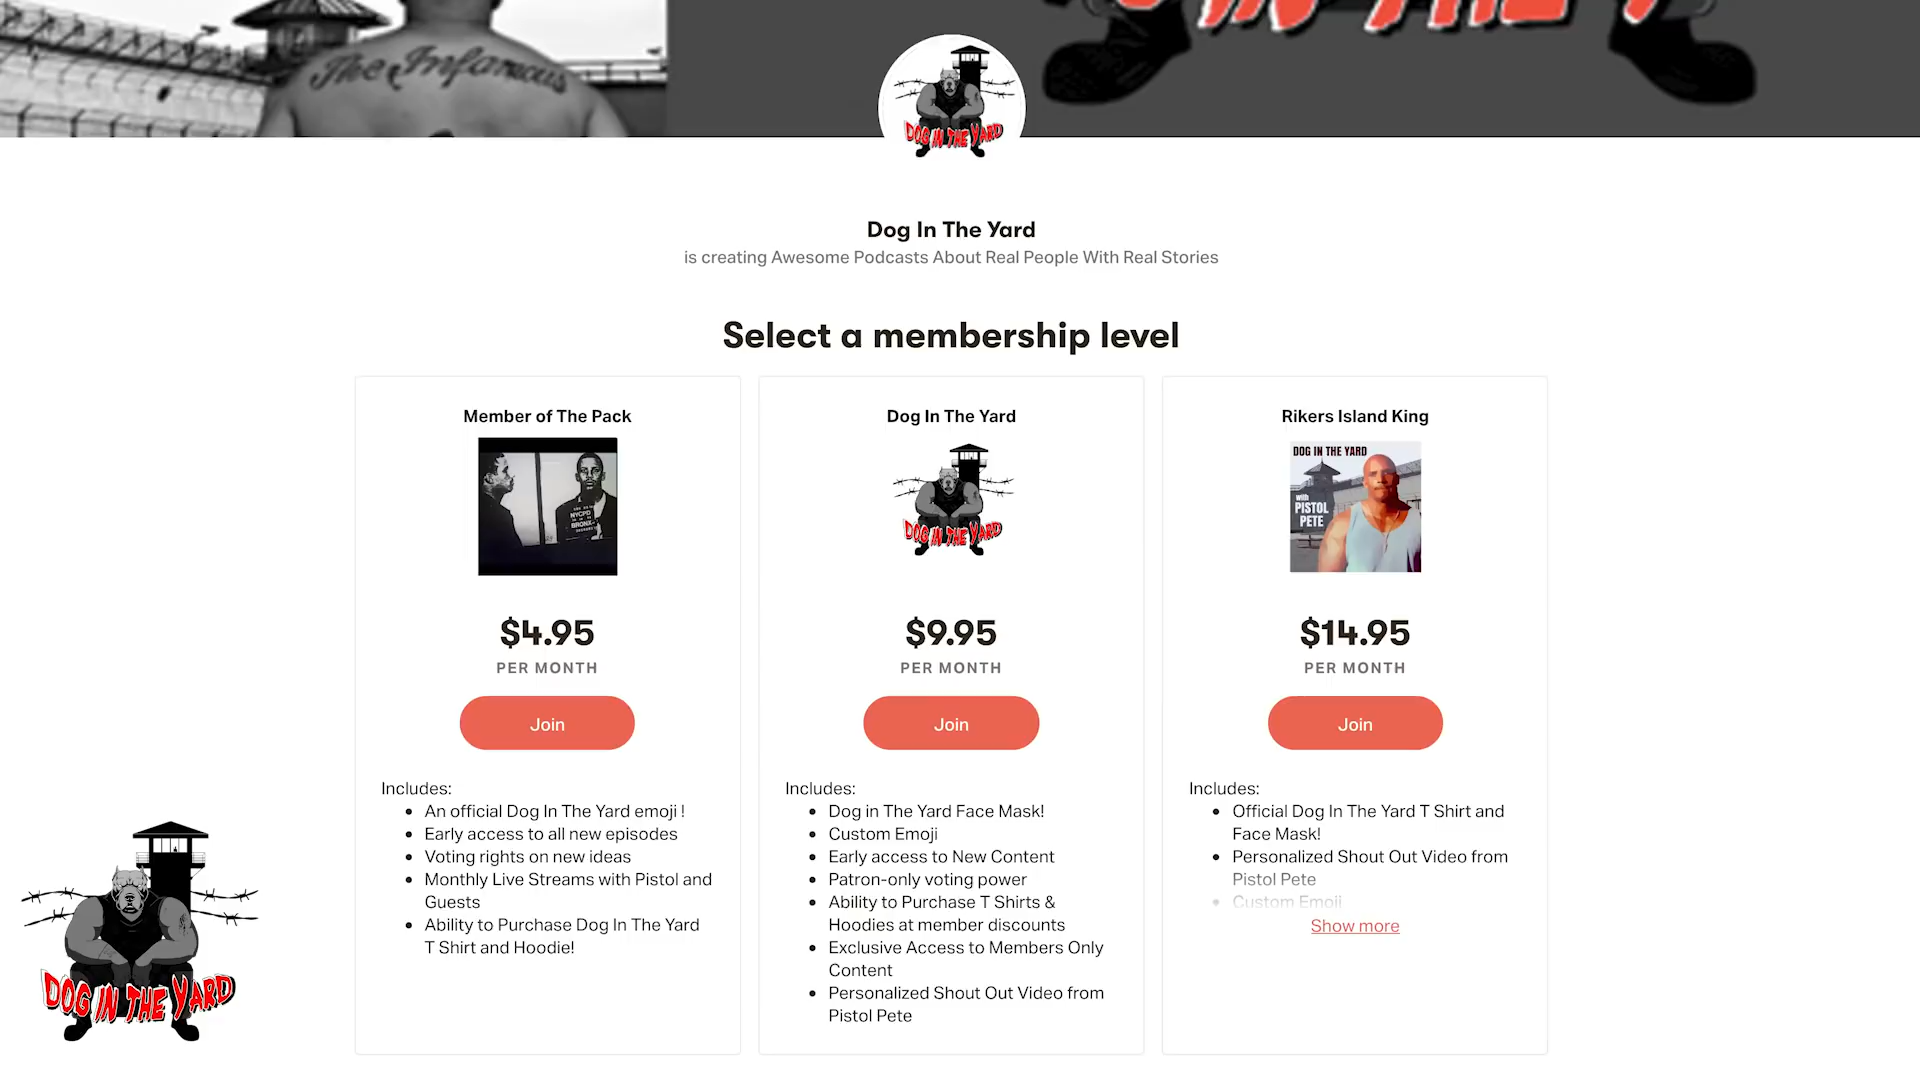 The Infamous
IN THE Y
DOG IN THE YARD
Dog In The Yard
is creating Awesome Podcasts About Real People With Real Stories
Select a membership level
Member of The Pack
NYCPD
BRONX
$4.95
PER MONTH
Join
Includes:
• An official Dog In The Yard emoji !
• Early access to all new episodes
• Voting rights on new ideas
• Monthly Live Streams with Pistol and
Guests
• Ability to Purchase Dog In The Yard
T Shirt and Hoodie!
Dog In The Yard
DOG IN THE YARD
$9.95
PER MONTH
Join
Includes:
• Dog in The Yard Face Mask!
• Custom Emoji
• Early access to New Content
• Patron-only voting power
• Ability to Purchase T Shirts &
Hoodies at member discounts
• Exclusive Access to Members Only
Content
• Personalized Shout Out Video from
Pistol Pete
Rikers Island King
DOG IN THE YARD
with
PISTOL
PETE
$14.95
PER MONTH
Join
Includes:
• Official Dog In The Yard T Shirt and
Face Mask!
• Personalized Shout Out Video from
Pistol Pete
• Custom Emoji
Show more
DOG IN THE YARD